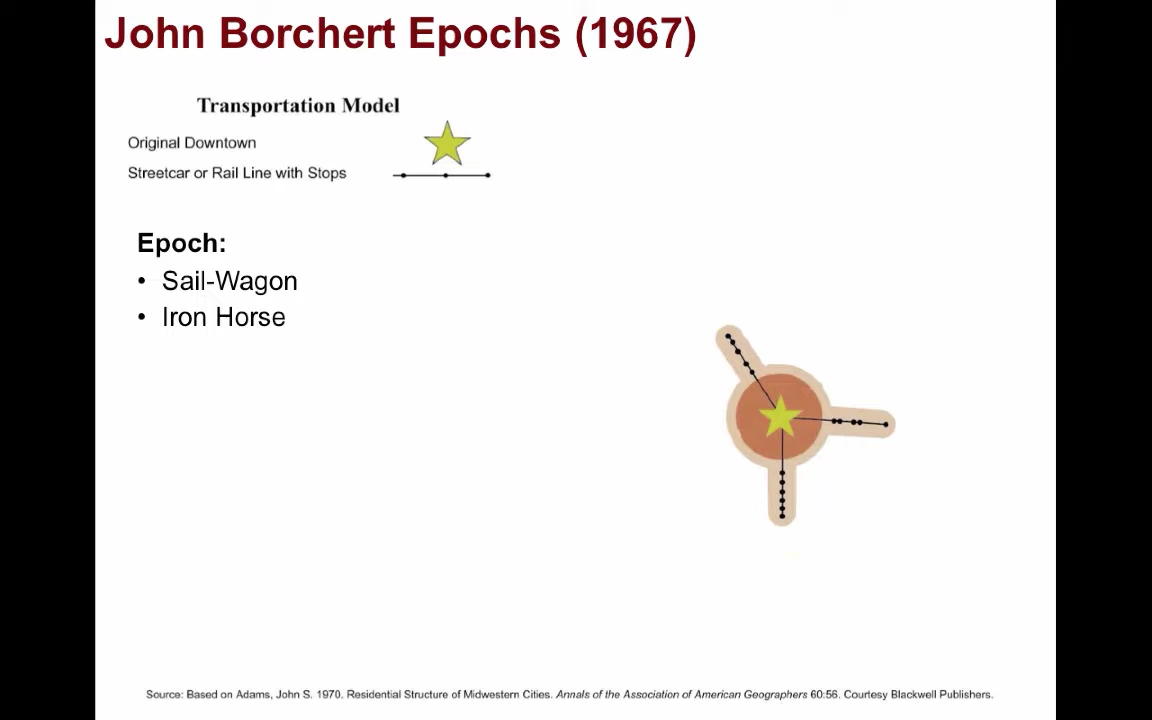 John Borchert Epochs (1967)
Transportation Model
Original Downtown
Streetcar or Rail Line with Stops
Epoch:
• Sail-Wagon
• Iron Horse
Source: Based on Adams, John S. 1970. Residential Structure of Midwestern Cities. Annals of the Association of American Geographers 60:56. Courtesy Blackwell Publishers.